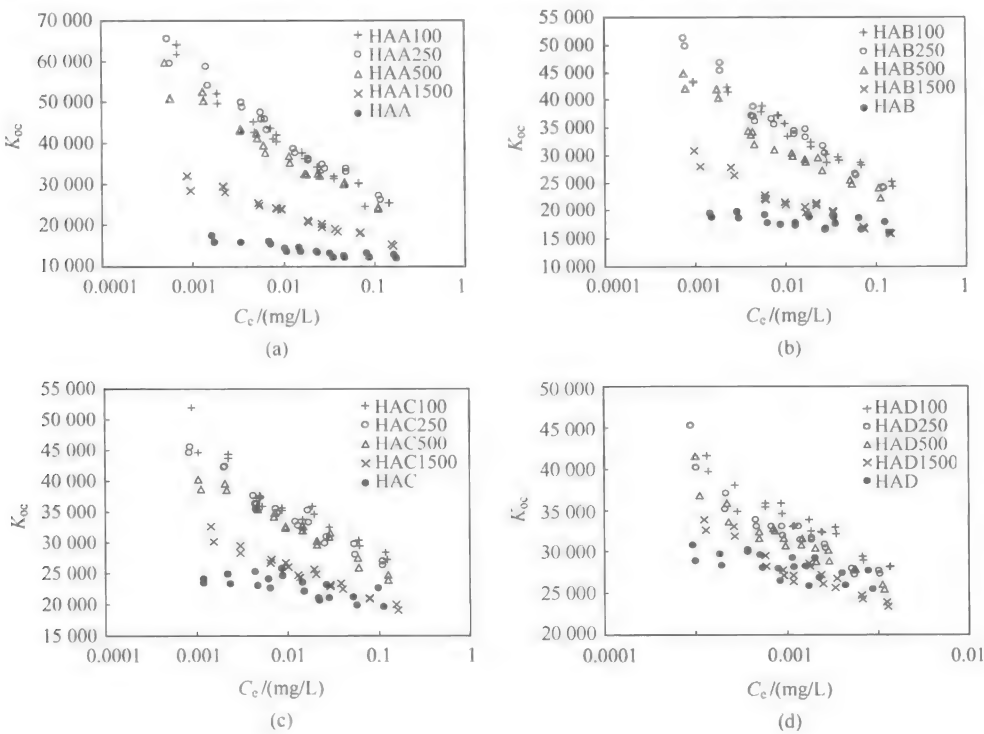 70 000
60 000
50 000
40 000
30 000
20 000
10 000
K_oc
0.0001
0.001
0.01
0.1
1
C_e/(mg/L)
HAA100
HAA250
HAA500
HAA1500
HAA
(a)
55 000
50 000
45 000
40 000
35 000
30 000
25 000
20 000
15 000
10 000
K_oc
0.0001
0.001
0.01
0.1
1
C_e/(mg/L)
HAB100
HAB250
HAB500
HAB1500
HAB
(b)
55 000
50 000
45 000
40 000
35 000
30 000
25 000
20 000
15 000
K_oc
0.0001
0.001
0.01
0.1
1
C_e/(mg/L)
HAC100
HAC250
HAC500
HAC1500
HAC
(c)
50 000
45 000
40 000
35 000
30 000
25 000
20 000
K_oc
0.0001
0.001
0.01
C_e/(mg/L)
HAD100
HAD250
HAD500
HAD1500
HAD
(d)